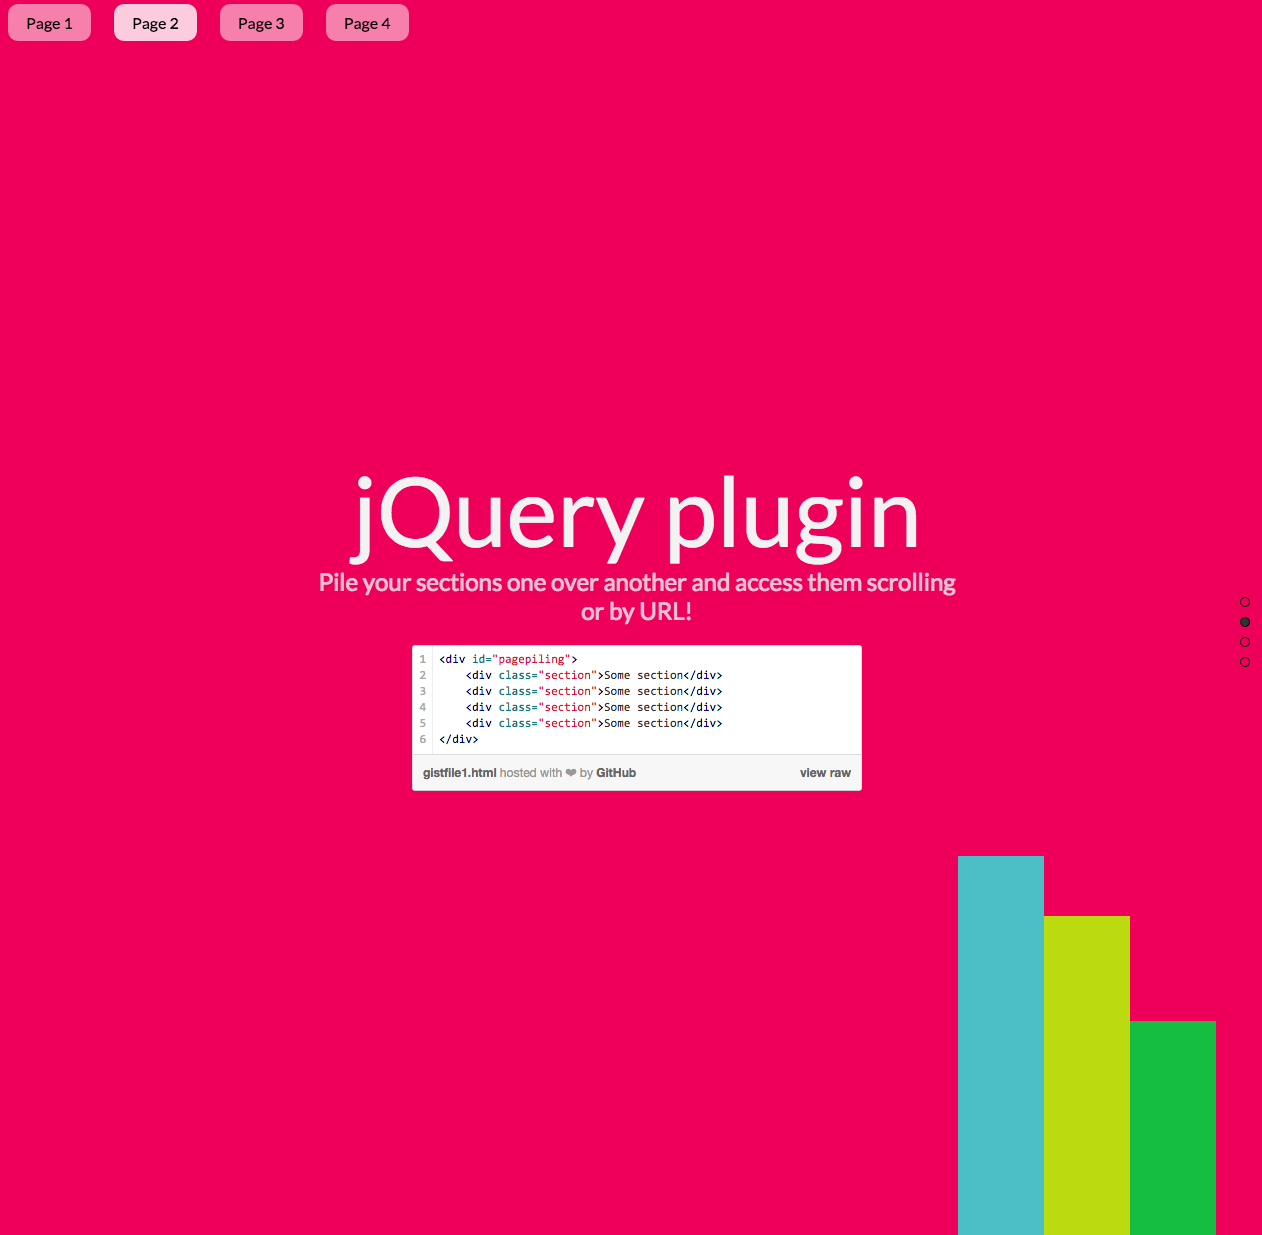 Page 1 Page 2 Page 3 Page 4
jQuery plugin
Pile your sections one over another and access them scrolling
or by URL!
1 <div id="pagepiling">
2     <div class="section">Some section</div>
3     <div class="section">Some section</div>
4     <div class="section">Some section</div>
5     <div class="section">Some section</div>
6 </div>
gistfile1.html hosted with ❤ by GitHub view raw